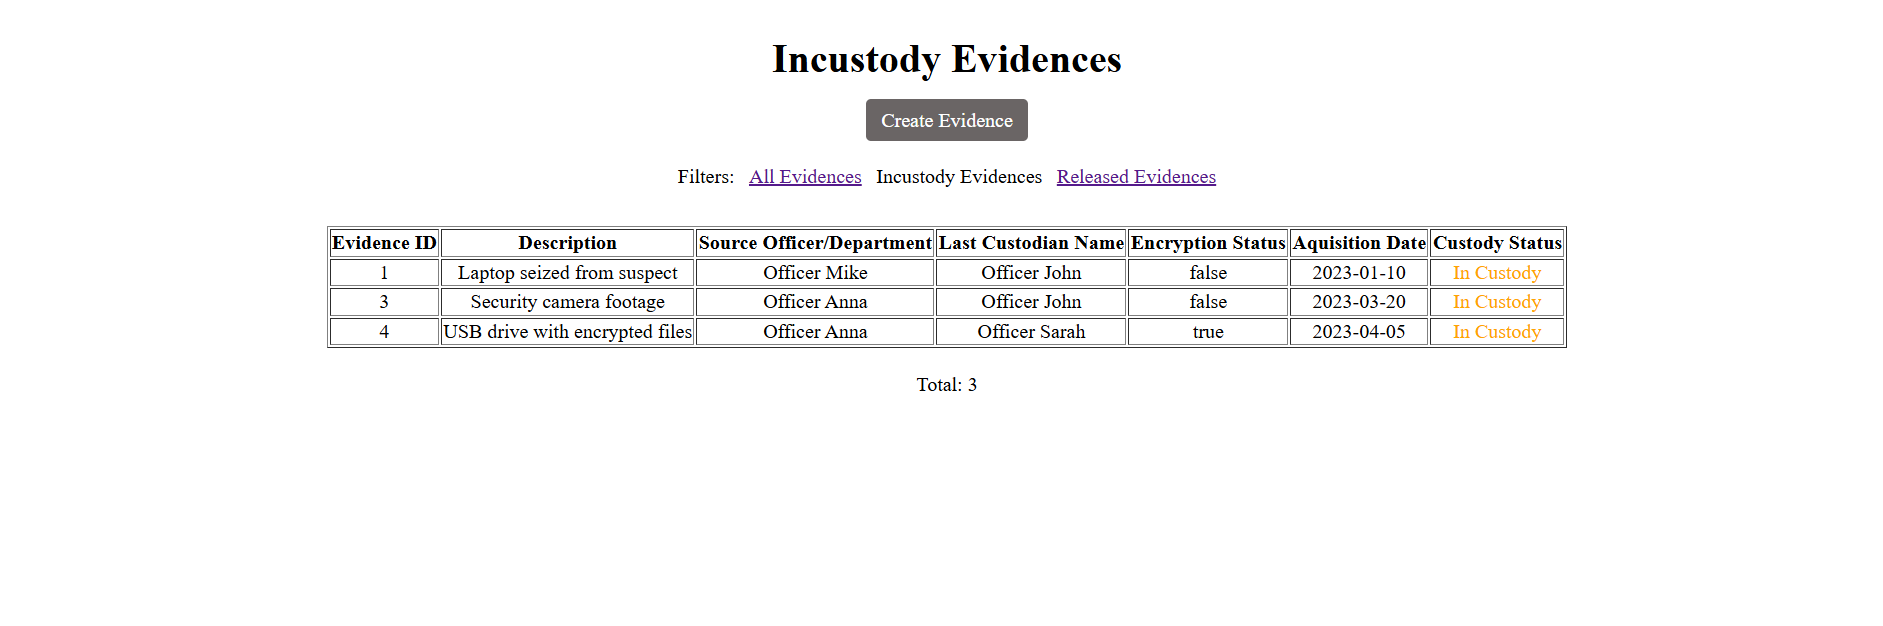 Incustody Evidences
Create Evidence
Filters: All Evidences Incustody Evidences Released Evidences
Evidence ID Description Source Officer/Department Last Custodian Name Encryption Status Aquisition Date Custody Status
1 Laptop seized from suspect Officer Mike Officer John false 2023-01-10 In Custody
3 Security camera footage Officer Anna Officer John false 2023-03-20 In Custody
4 USB drive with encrypted files Officer Anna Officer Sarah true 2023-04-05 In Custody
Total: 3